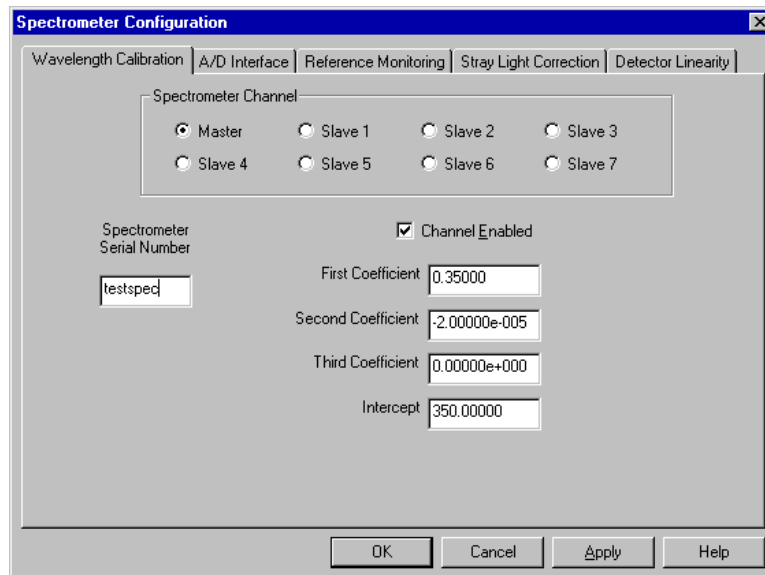 Spectrometer Configuration
Wavelength Calibration A/D Interface Reference Monitoring Stray Light Correction Detector Linearity
Spectrometer Channel
Master Slave 1 Slave 2 Slave 3
Slave 4 Slave 5 Slave 6 Slave 7
Spectrometer
Serial Number
testspec
Channel Enabled
First Coefficient 0.35000
Second Coefficient -2.00000e-005
Third Coefficient 0.00000e+000
Intercept 350.00000
OK Cancel Apply Help